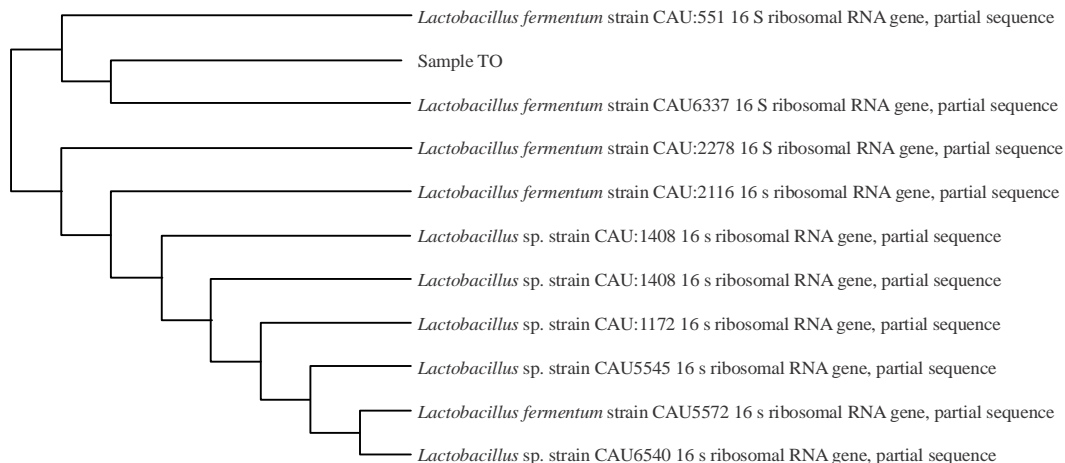 Lactobacillus fermentum strain CAU:551 16 S ribosomal RNA gene, partial sequence
Sample TO
Lactobacillus fermentum strain CAU6337 16 S ribosomal RNA gene, partial sequence
Lactobacillus fermentum strain CAU:2278 16 S ribosomal RNA gene, partial sequence
Lactobacillus fermentum strain CAU:2116 16 s ribosomal RNA gene, partial sequence
Lactobacillus sp. strain CAU:1408 16 s ribosomal RNA gene, partial sequence
Lactobacillus sp. strain CAU:1408 16 s ribosomal RNA gene, partial sequence
Lactobacillus sp. strain CAU:1172 16 s ribosomal RNA gene, partial sequence
Lactobacillus sp. strain CAU5545 16 s ribosomal RNA gene, partial sequence
Lactobacillus fermentum strain CAU5572 16 s ribosomal RNA gene, partial sequence
Lactobacillus sp. strain CAU6540 16 s ribosomal RNA gene, partial sequence